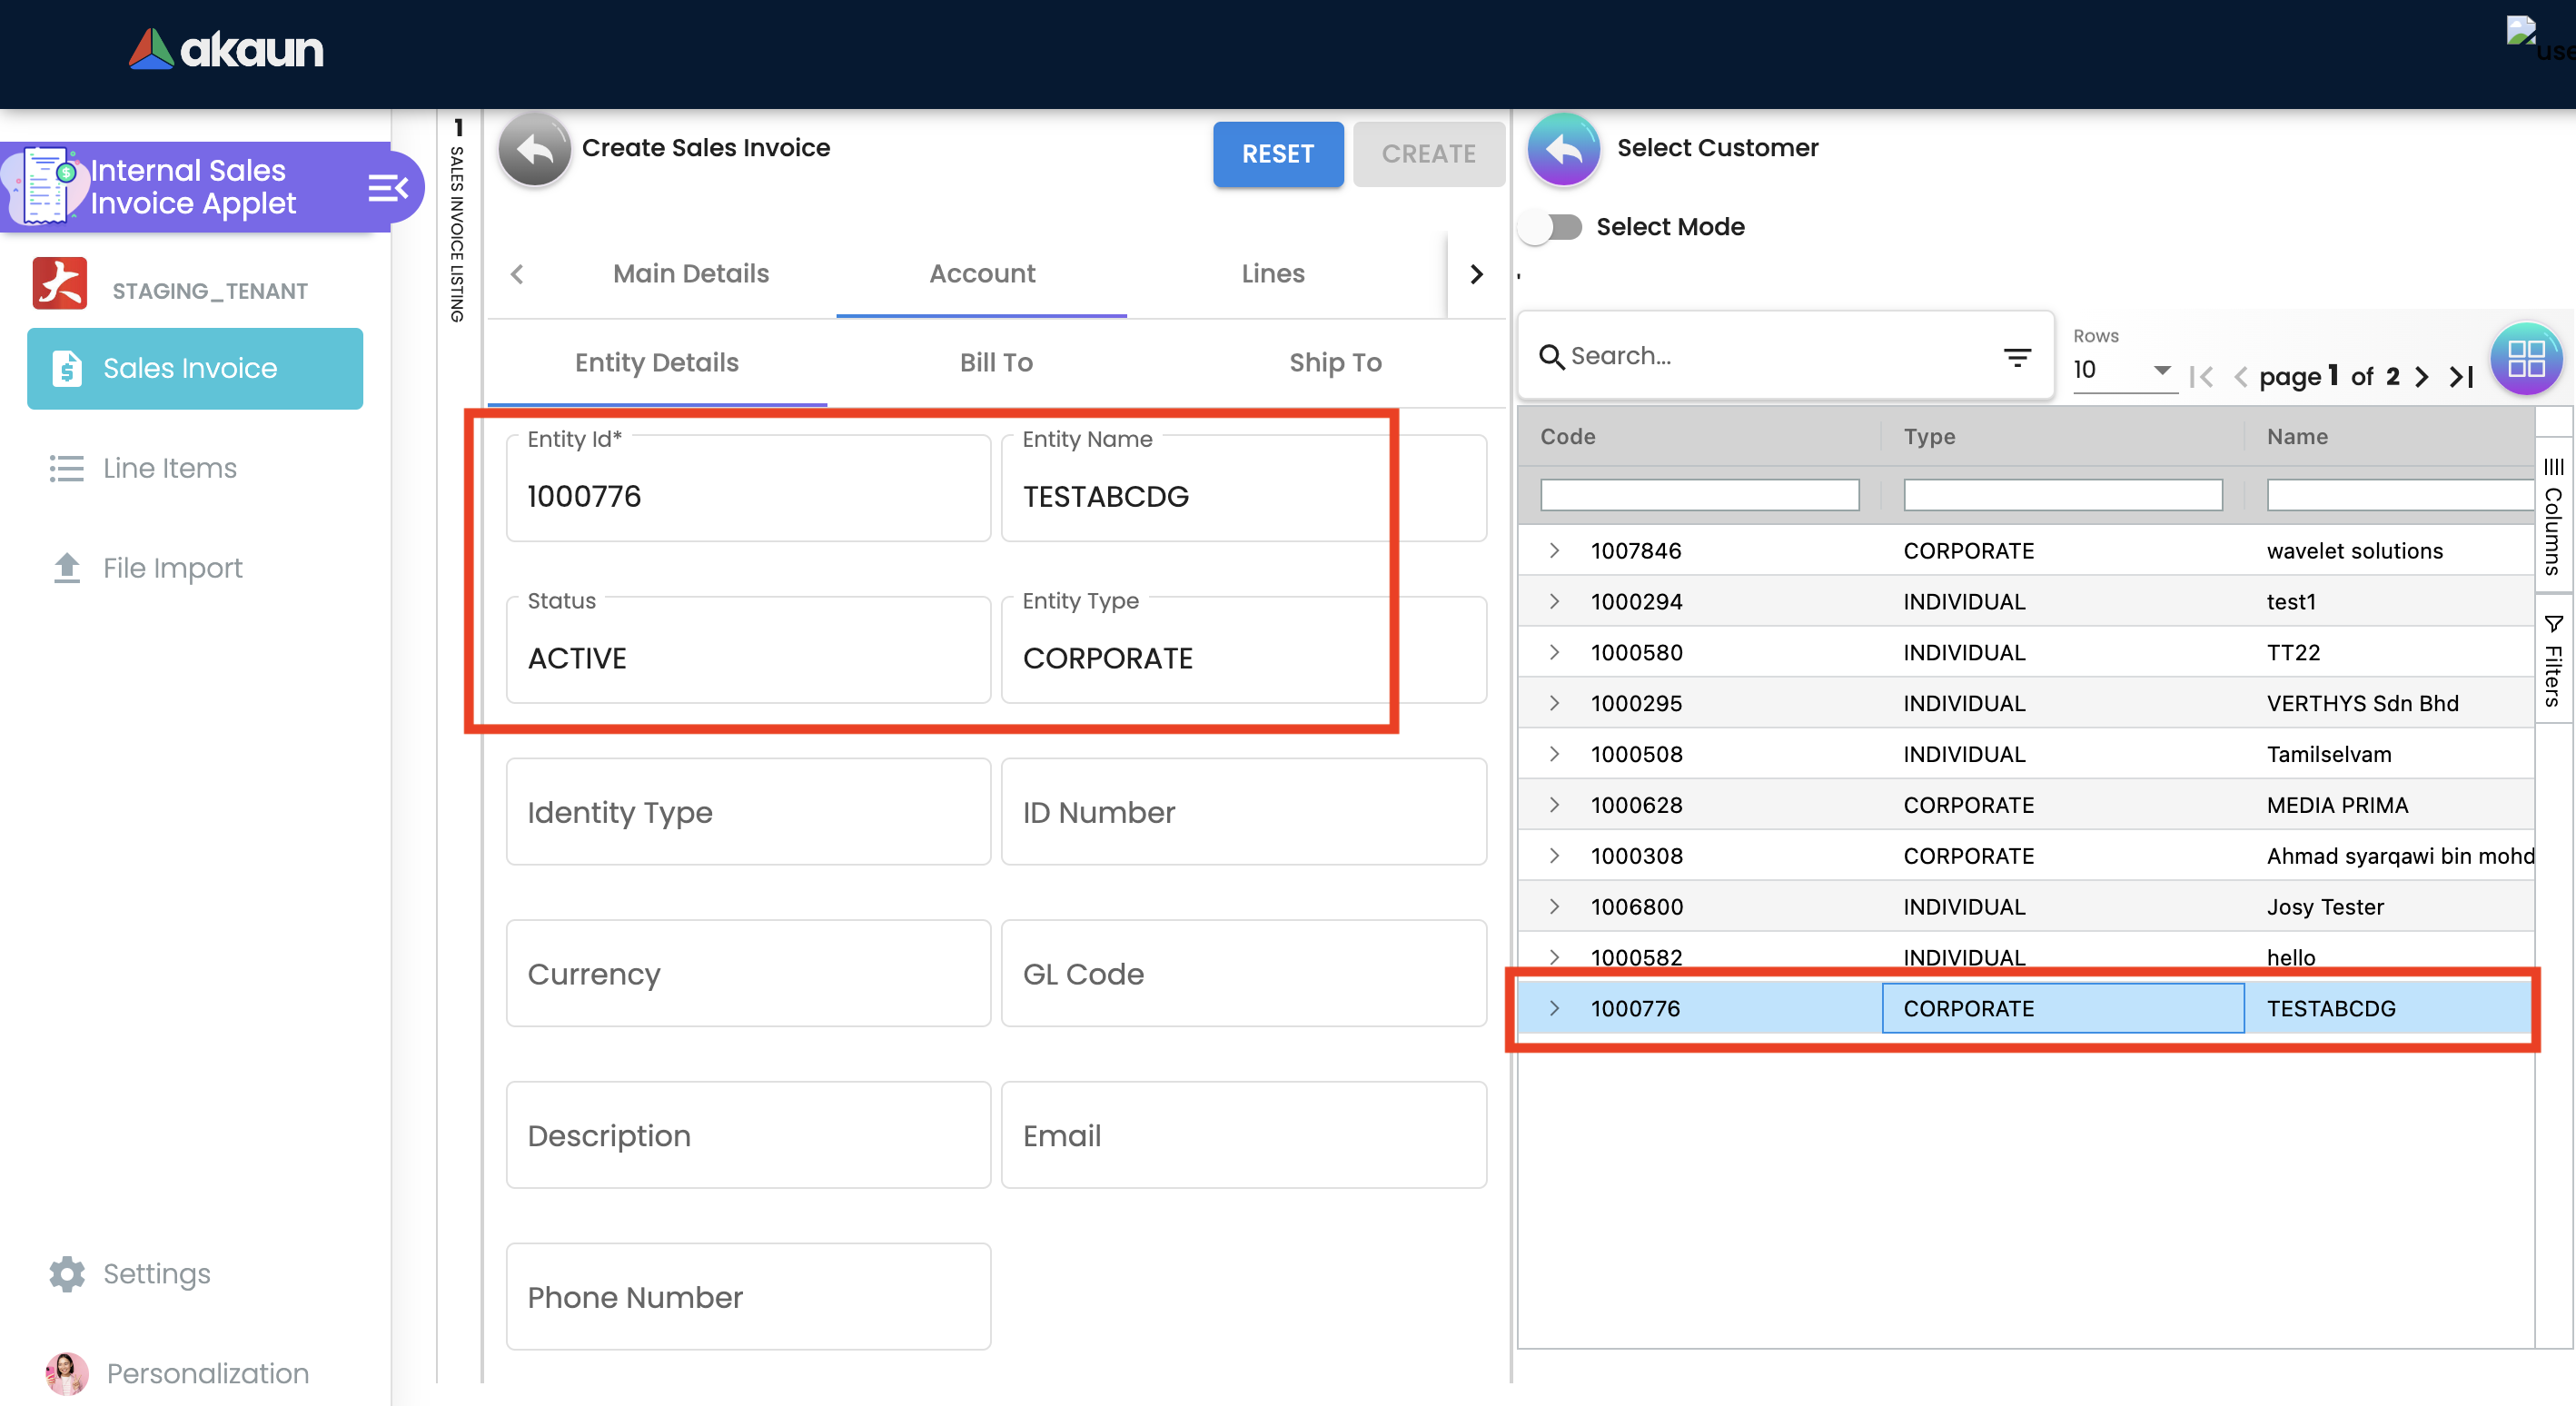 akaun
use
Internal Sales
Invoice Applet
STAGING_TENANT
Sales Invoice
Line Items
File Import
Settings
Personalization
1
SALES INVOICE LISTING
Create Sales Invoice
RESET
CREATE
Main Details
Account
Lines
Entity Details
Bill To
Ship To
Entity Id*
1000776
Entity Name
TESTABCDG
Status
ACTIVE
Entity Type
CORPORATE
Identity Type
ID Number
Currency
GL Code
Description
Email
Phone Number
Select Customer
Select Mode
Search...
Rows
10
page 1 of 2
Code Type Name
1007846 CORPORATE wavelet solutions
1000294 INDIVIDUAL test1
1000580 INDIVIDUAL TT22
1000295 INDIVIDUAL VERTHYS Sdn Bhd
1000508 INDIVIDUAL Tamilselvam
1000628 CORPORATE MEDIA PRIMA
1000308 CORPORATE Ahmad syarqawi bin mohd
1006800 INDIVIDUAL Josy Tester
1000582 INDIVIDUAL hello
1000776 CORPORATE TESTABCDG
Columns
Filters